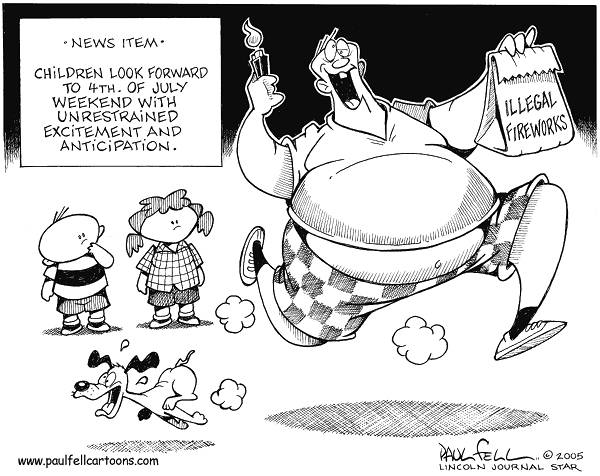 • NEWS ITEM •
CHILDREN LOOK FORWARD
TO 4TH. OF JULY
WEEKEND WITH
UNRESTRAINED
EXCITEMENT AND
ANTICIPATION.
ILLEGAL
FIREWORKS
www.paulfellcartoons.com
PAUL FELL.. © 2005
LINCOLN JOURNAL STAR